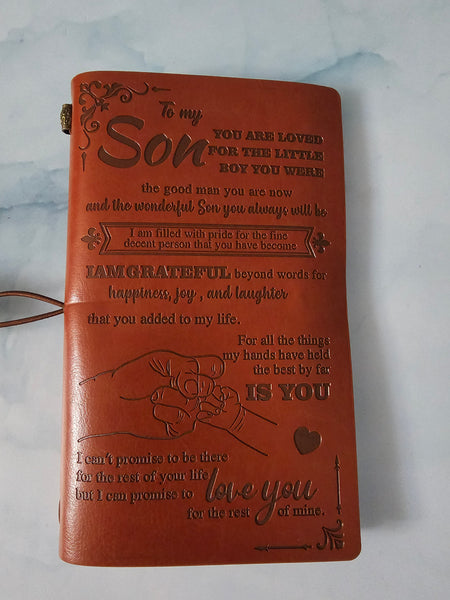 To my
Son
YOU ARE LOVED
FOR THE LITTLE
BOY YOU WERE
the good man you are now
and the wonderful Son you always will be
I am filled with pride for the fine
decent person that you have become
I AM GRATEFUL beyond words for
happiness, joy , and laughter
that you added to my life.
For all the things
my hands have held
the best by far
IS YOU
I can't promise to be there
for the rest of your life
but I can promise to love you
for the rest of mine.